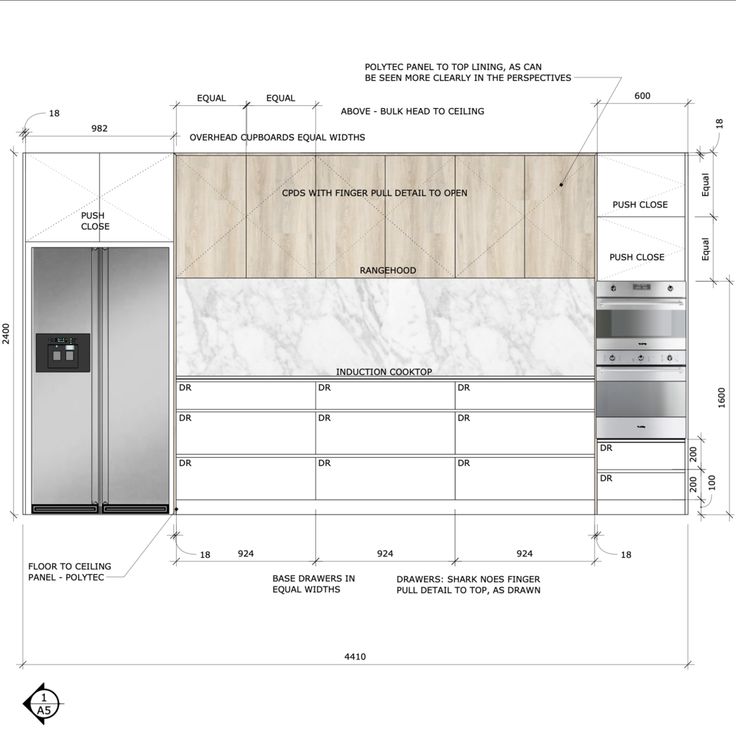 POLYTEC PANEL TO TOP LINING, AS CAN
BE SEEN MORE CLEARLY IN THE PERSPECTIVES
EQUAL
EQUAL
600
18
ABOVE - BULK HEAD TO CEILING
18
982
OVERHEAD CUPBOARDS EQUAL WIDTHS
CPDS WITH FINGER PULL DETAIL TO OPEN
Equal
PUSH CLOSE
PUSH
CLOSE
Equal
PUSH CLOSE
RANGEHOOD
2400
INDUCTION COOKTOP
1600
DR
DR
DR
DR
DR
DR
DR
DR
DR
DR
200
DR
200
100
18
924
924
924
18
FLOOR TO CEILING
PANEL - POLYTEC
BASE DRAWERS IN
EQUAL WIDTHS
DRAWERS: SHARK NOES FINGER
PULL DETAIL TO TOP, AS DRAWN
4410
1
A5